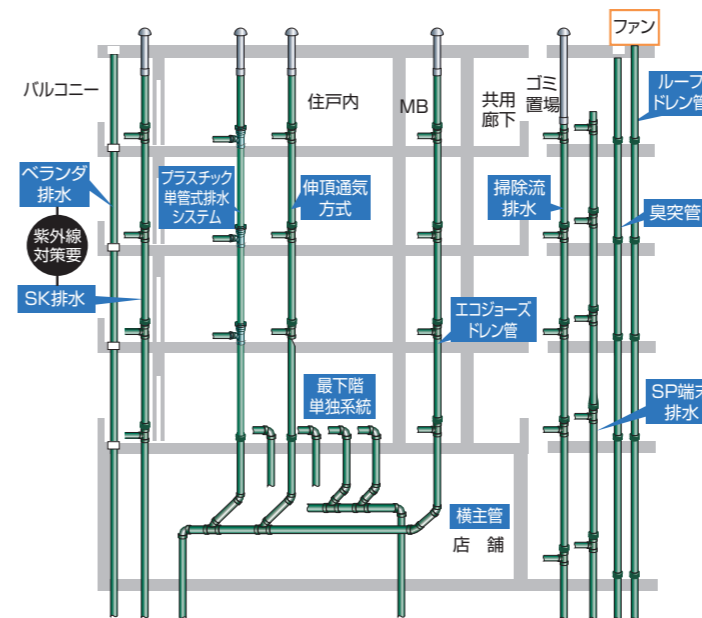 ファン
バルコニー
住戸内
MB
共用
廊下
ゴミ
置場
ルーフ
ドレン管
ベランダ
排水
プラスチック
単管式排水
システム
伸頂通気
方式
掃除流
排水
臭突管
紫外線
対策要
SK排水
エコジョーズ
ドレン管
最下階
単独系統
SP端末
排水
横主管
店 舗